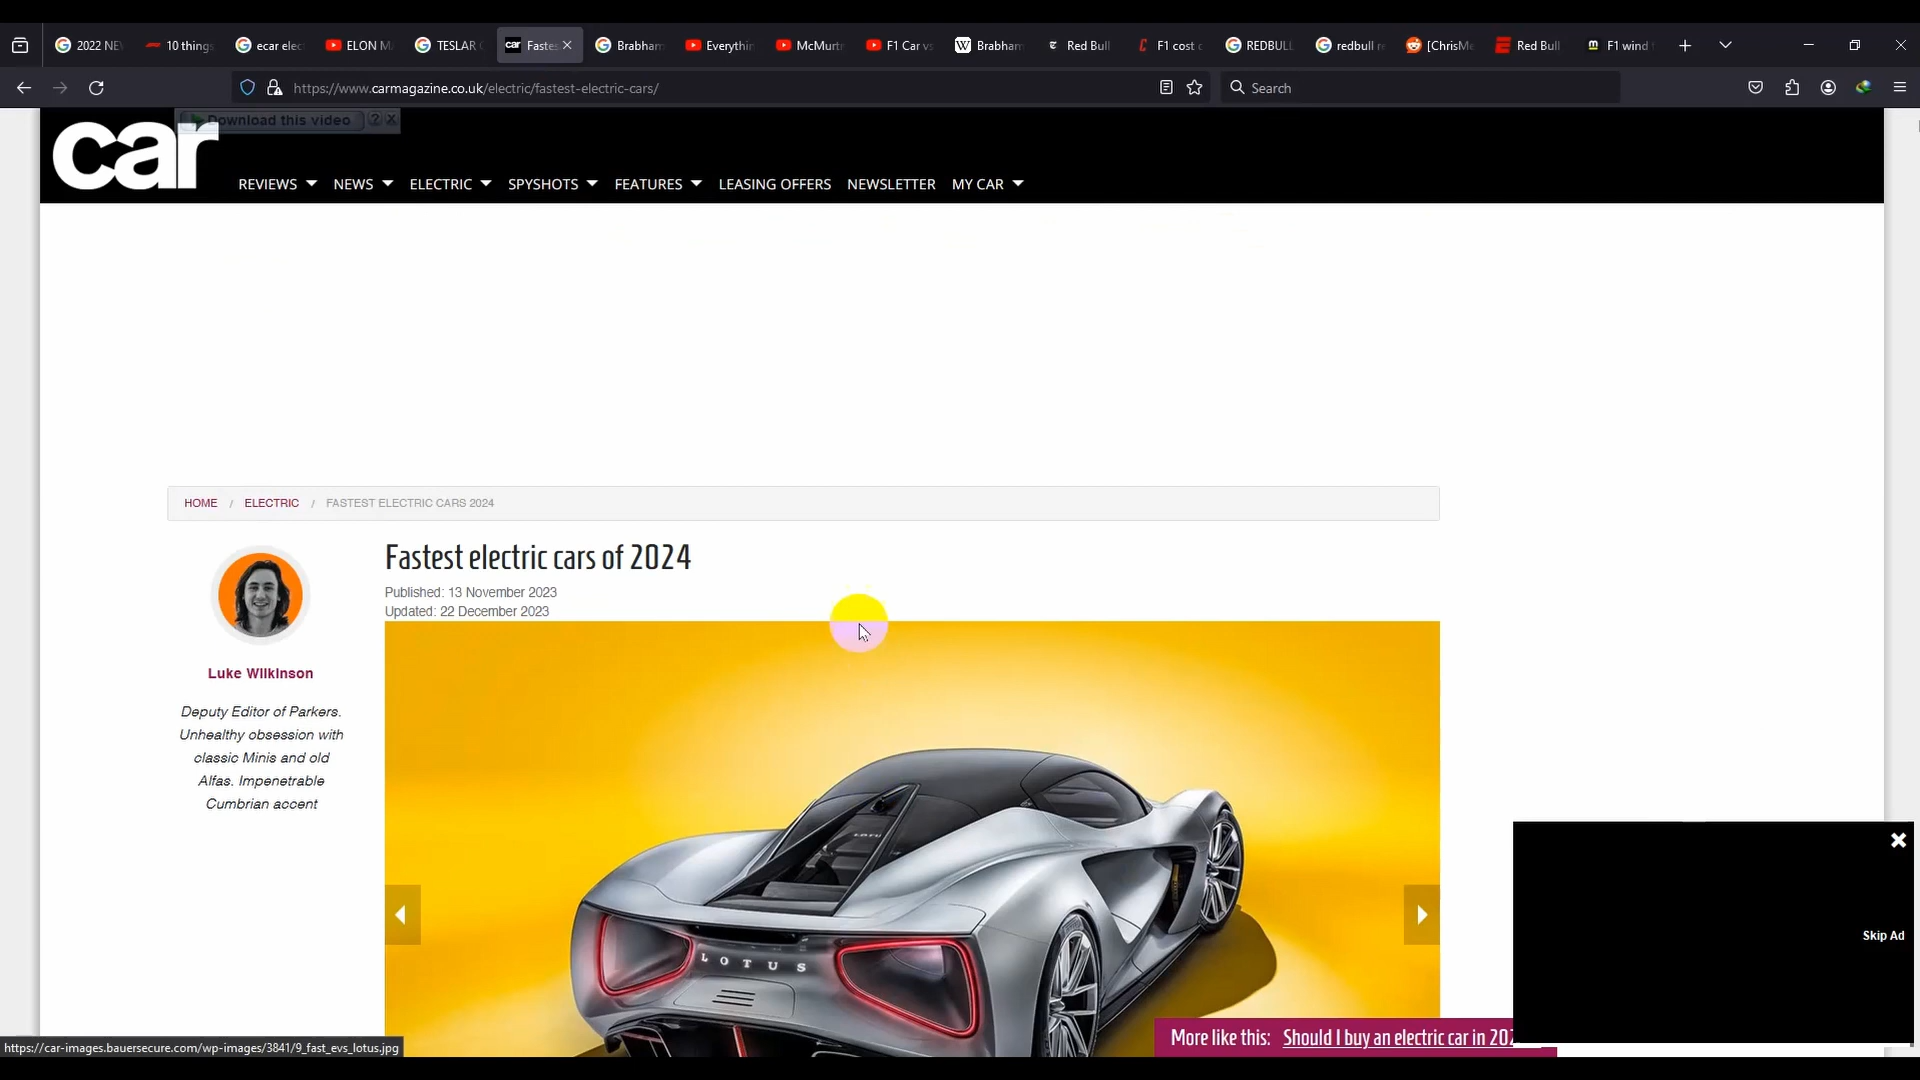 2022 NE
10 things
ecar elec
ELON M
TESLAR
Fastes
Brabham
Everythin
McMurt
F1 Car vs
Brabham
Red Bull
F1 cost c
REDBULL
redbull r
[ChrisMe
Red Bull
F1 wind
https://www.carmagazine.co.uk/electric/fastest-electric-cars/
Search
Download this video
car
REVIEWS NEWS ELECTRIC SPYSHOTS FEATURES LEASING OFFERS NEWSLETTER MY CAR
HOME / ELECTRIC / FASTEST ELECTRIC CARS 2024
Fastest electric cars of 2024
Published: 13 November 2023
Updated: 22 December 2023
Luke Wilkinson
Deputy Editor of Parkers.
Unhealthy obsession with
classic Minis and old
Alfas. Impenetrable
Cumbrian accent
LOTUS
Skip Ad
More like this: Should I buy an electric car in 202
https://car-images.bauersecure.com/wp-images/3841/9_fast_evs_lotus.jpg